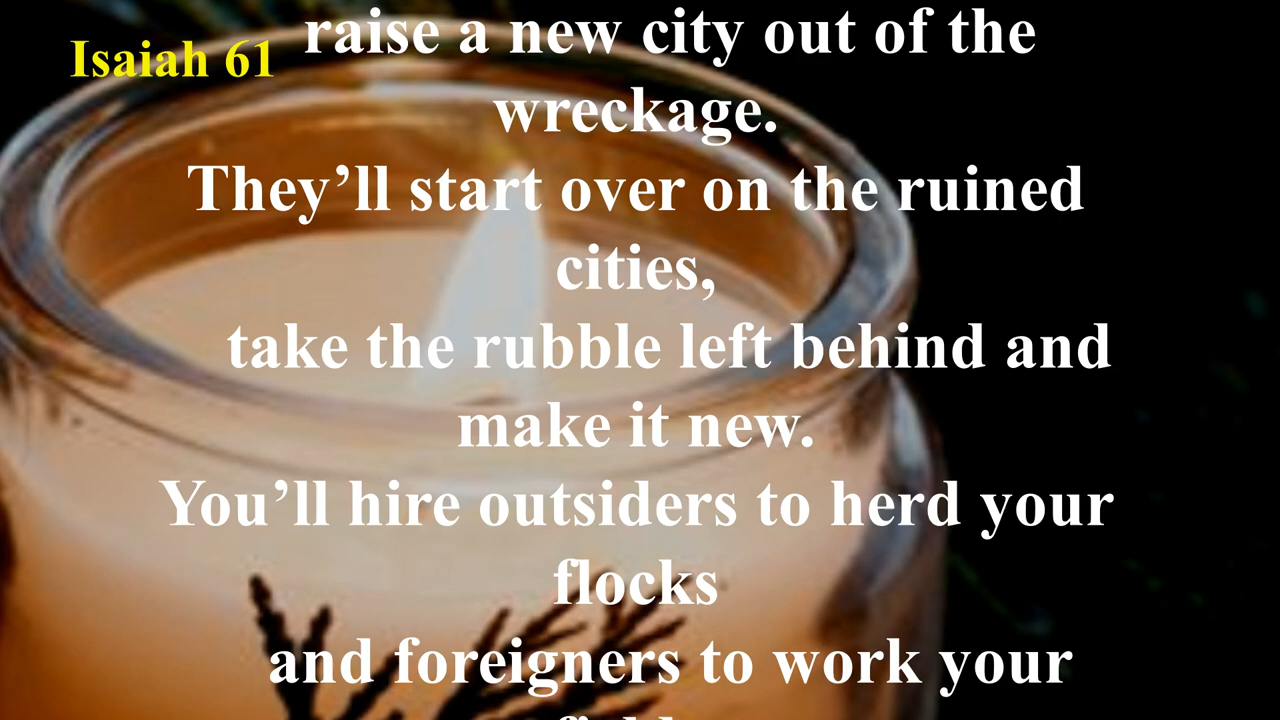 Isaiah 61
raise a new city out of the
wreckage.
They’ll start over on the ruined
cities,
take the rubble left behind and
make it new.
You’ll hire outsiders to herd your
flocks
and foreigners to work your